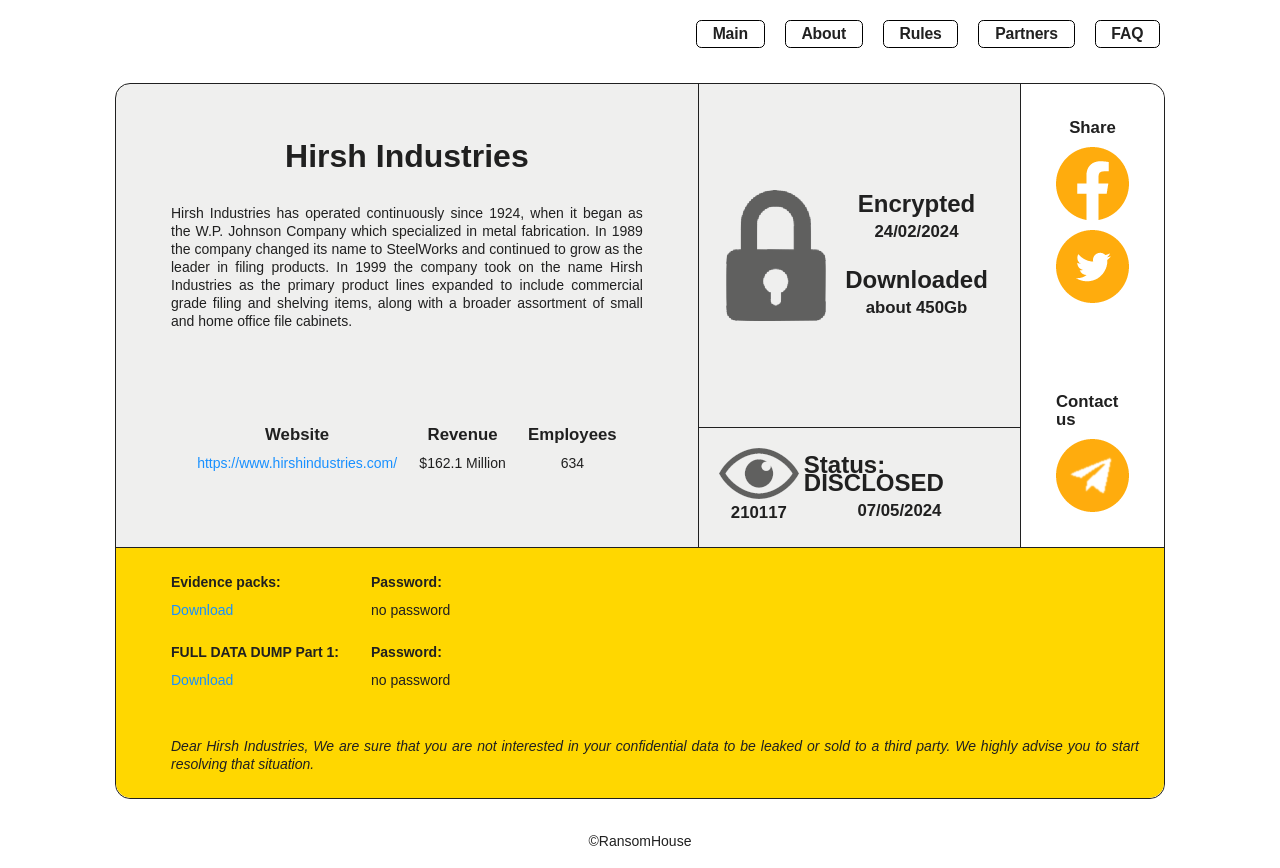 Main
About
Rules
Partners
FAQ
Hirsh Industries
Hirsh Industries has operated continuously since 1924, when it began as
the W.P. Johnson Company which specialized in metal fabrication. In 1989
the company changed its name to SteelWorks and continued to grow as the
leader in filing products. In 1999 the company took on the name Hirsh
Industries as the primary product lines expanded to include commercial
grade filing and shelving items, along with a broader assortment of small
and home office file cabinets.
Website Revenue Employees
https://www.hirshindustries.com/ $162.1 Million 634
Encrypted
24/02/2024
Downloaded
about 450Gb
Status:
DISCLOSED
210117
07/05/2024
Share
Contact
us
Evidence packs: Password:
Download no password
FULL DATA DUMP Part 1: Password:
Download no password
Dear Hirsh Industries, We are sure that you are not interested in your confidential data to be leaked or sold to a third party. We highly advise you to start
resolving that situation.
©RansomHouse